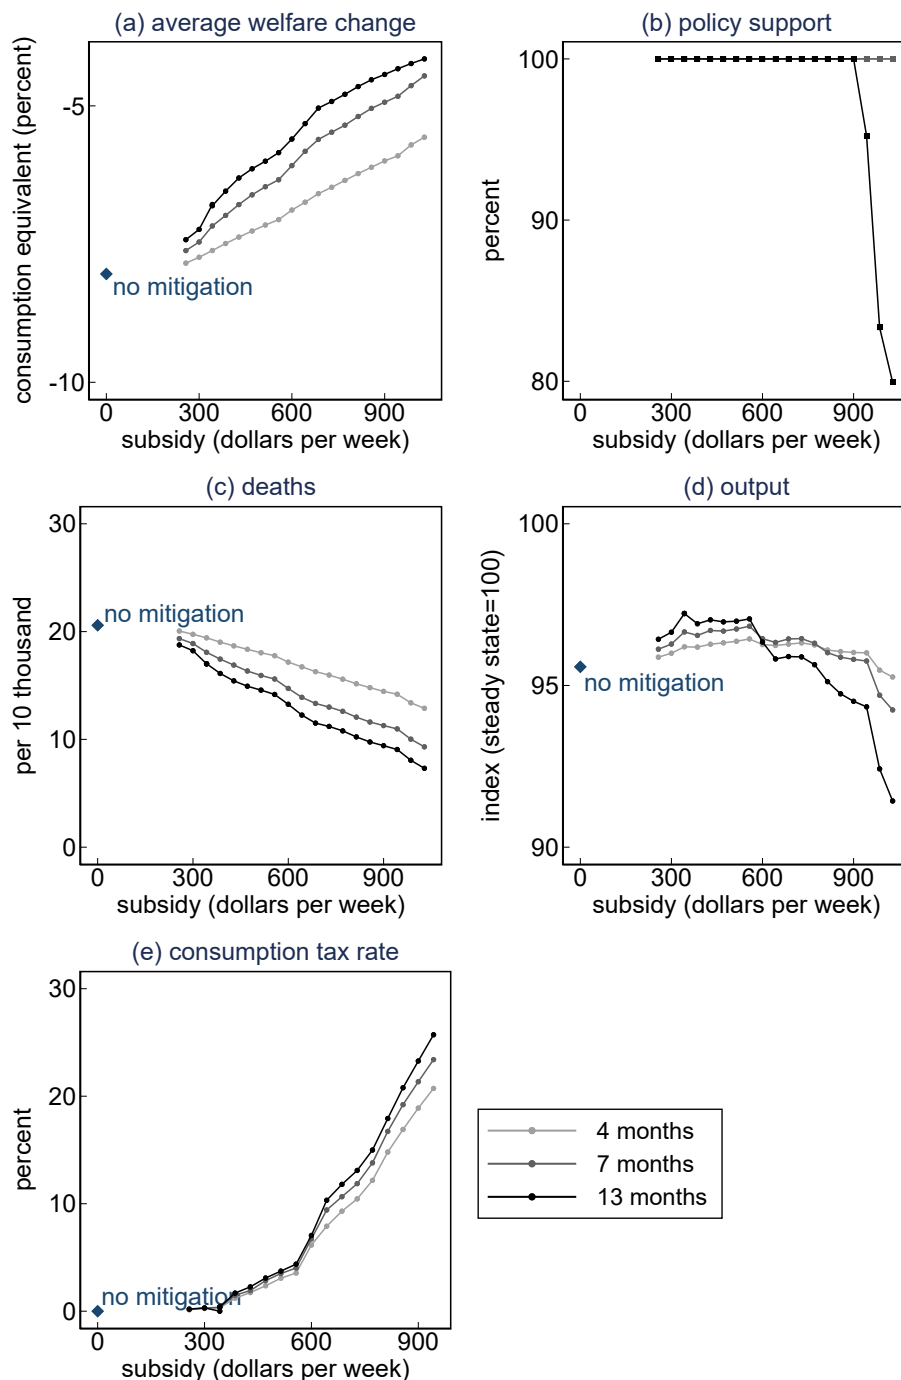 (a) average welfare change
consumption equivalent (percent)
-5
-10
no mitigation
0 300 600 900
subsidy (dollars per week)
(b) policy support
percent
100
90
80
0 300 600 900
subsidy (dollars per week)
(c) deaths
per 10 thousand
30
20
10
0
no mitigation
0 300 600 900
subsidy (dollars per week)
(d) output
index (steady state=100)
100
95
90
no mitigation
0 300 600 900
subsidy (dollars per week)
(e) consumption tax rate
percent
30
20
10
0
no mitigation
0 300 600 900
subsidy (dollars per week)
4 months
7 months
13 months